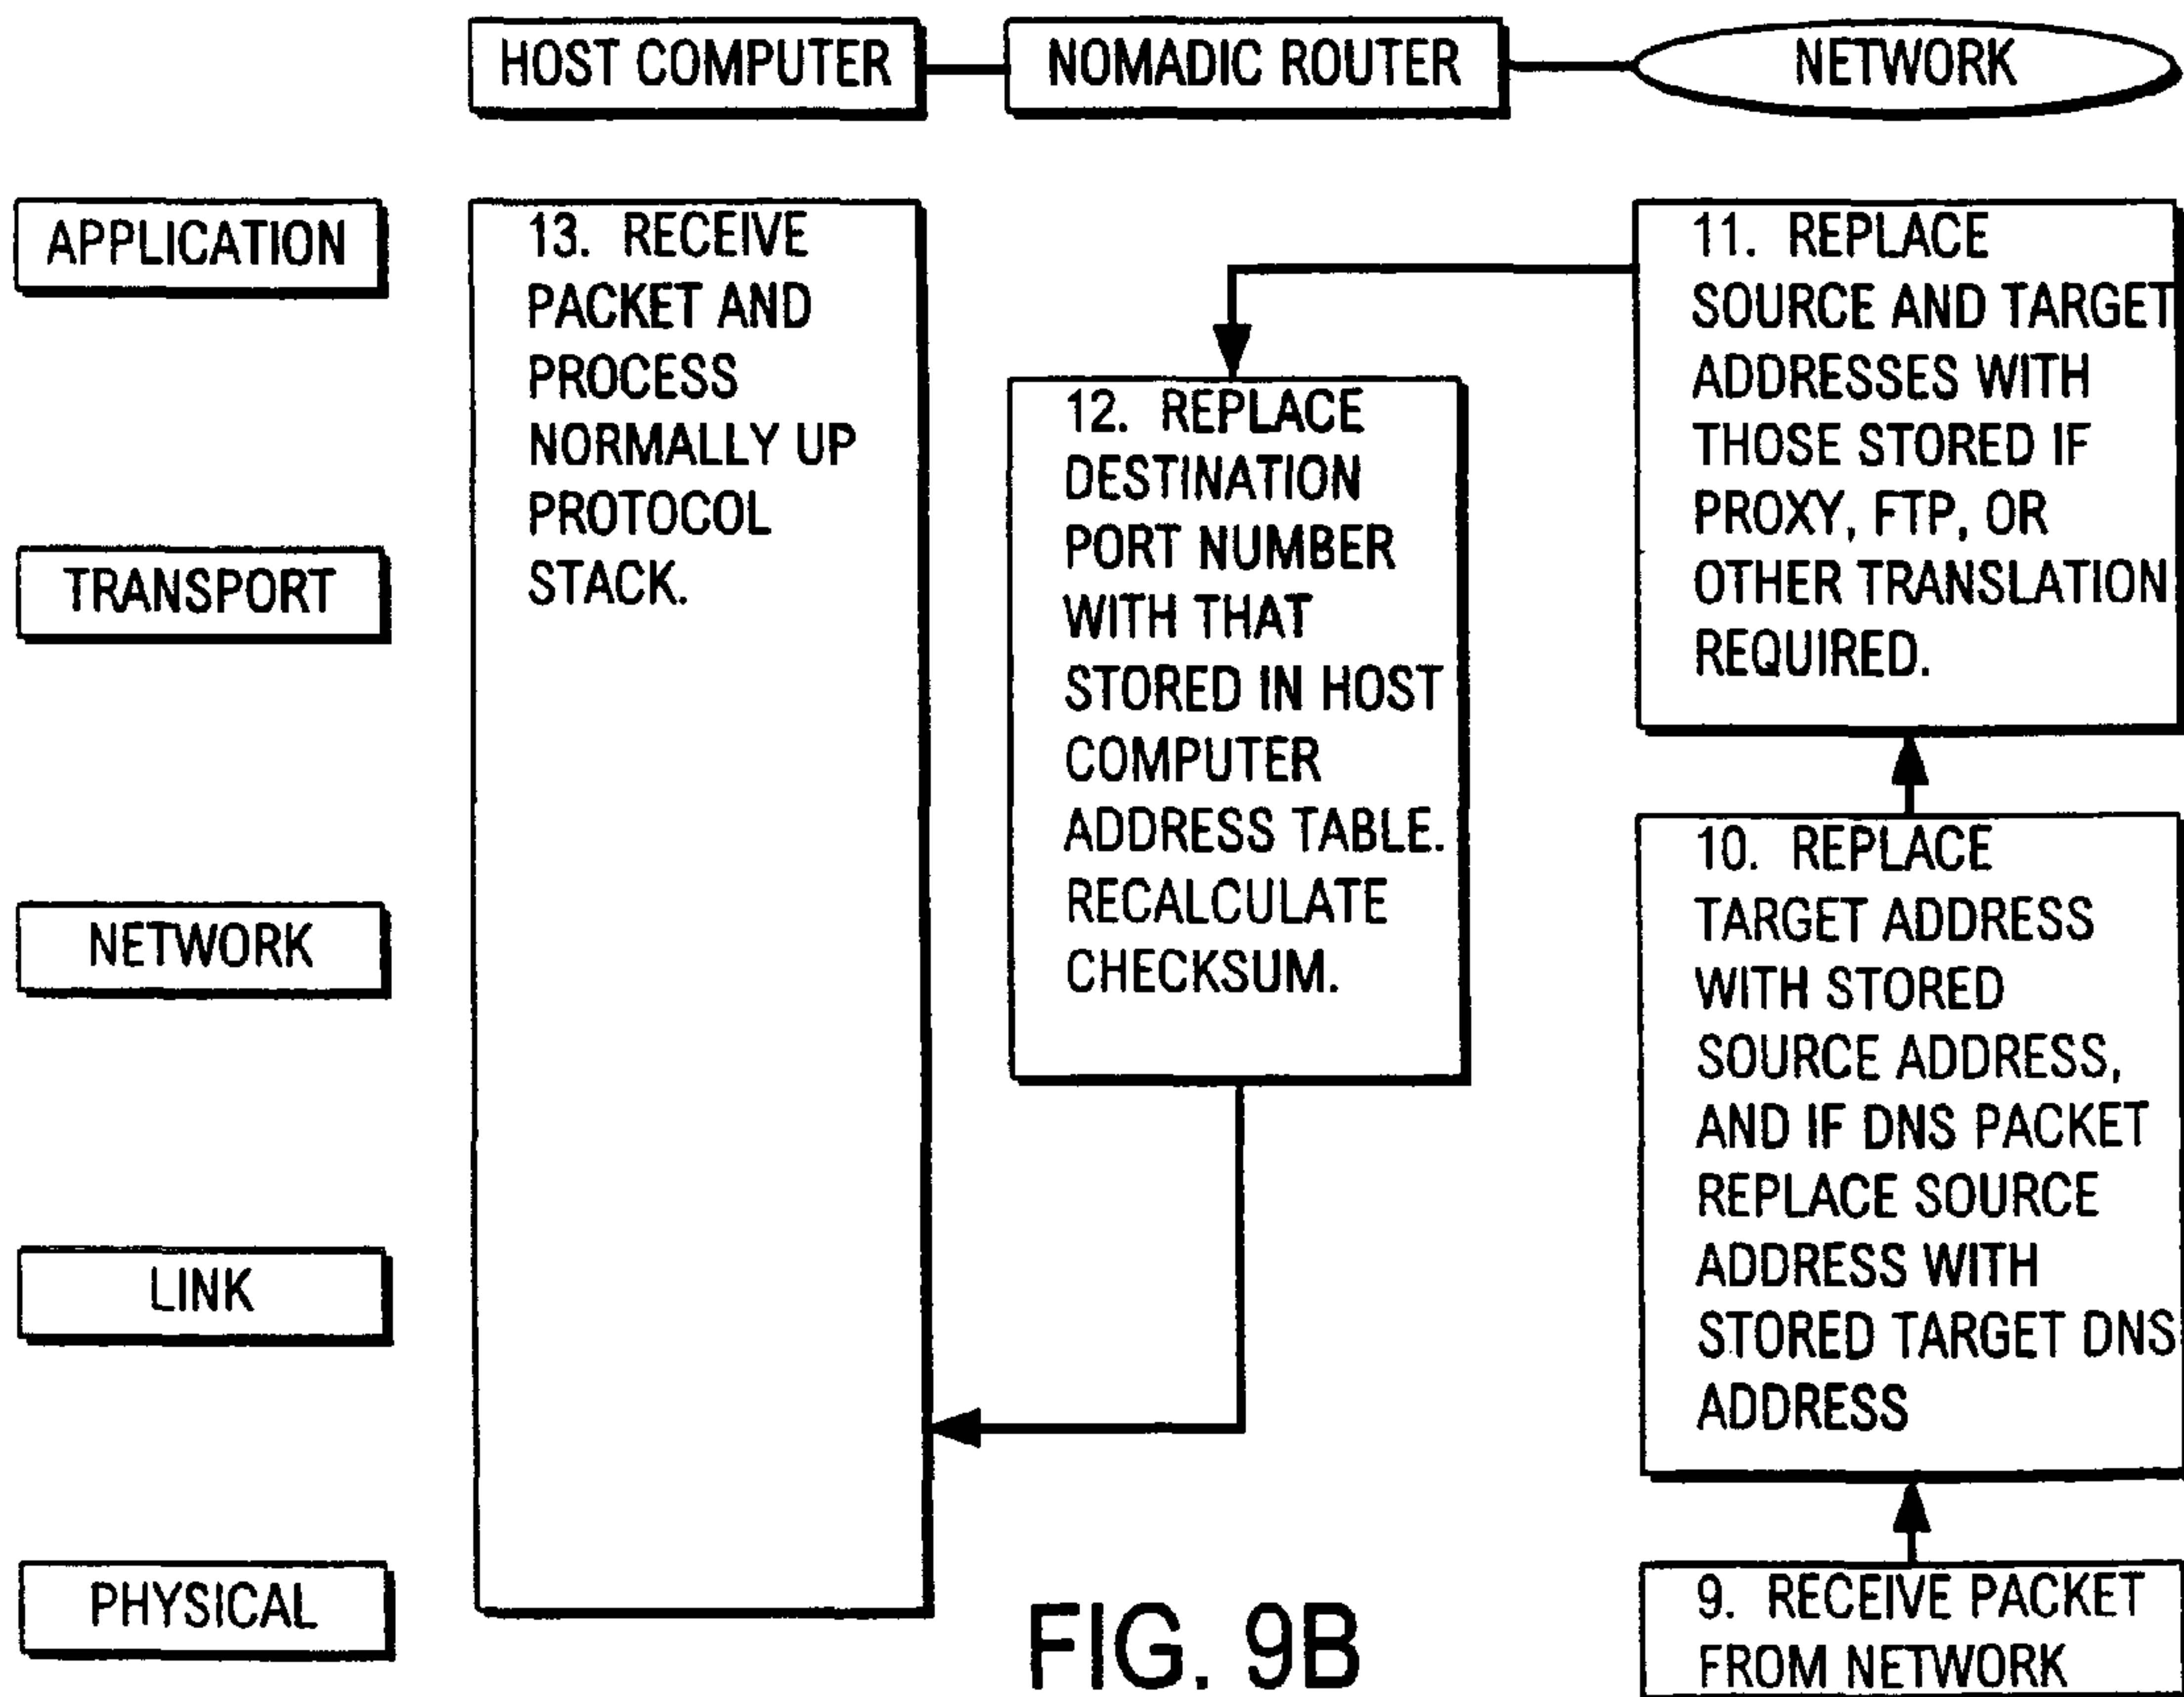 HOST COMPUTER
NOMADIC ROUTER
NETWORK
APPLICATION
TRANSPORT
NETWORK
LINK
PHYSICAL
13. RECEIVE
PACKET AND
PROCESS
NORMALLY UP
PROTOCOL
STACK.
12. REPLACE
DESTINATION
PORT NUMBER
WITH THAT
STORED IN HOST
COMPUTER
ADDRESS TABLE.
RECALCULATE
CHECKSUM.
11. REPLACE
SOURCE AND TARGET
ADDRESSES WITH
THOSE STORED IF
PROXY, FTP, OR
OTHER TRANSLATION
REQUIRED.
10. REPLACE
TARGET ADDRESS
WITH STORED
SOURCE ADDRESS,
AND IF DNS PACKET
REPLACE SOURCE
ADDRESS WITH
STORED TARGET DNS
ADDRESS
9. RECEIVE PACKET
FROM NETWORK
FIG. 9B